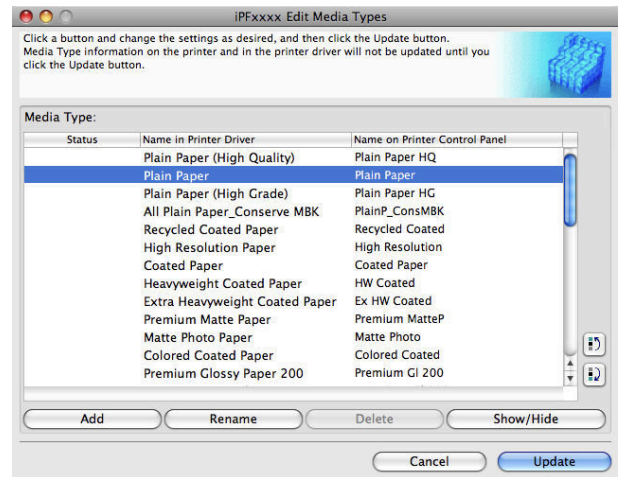 iPFxxxx Edit Media Types
Click a button and change the settings as desired, and then click the Update button.
Media Type information on the printer and in the printer driver will not be updated until you
click the Update button.
Media Type:
Status Name in Printer Driver Name on Printer Control Panel
Plain Paper (High Quality) Plain Paper HQ
Plain Paper Plain Paper
Plain Paper (High Grade) Plain Paper HG
All Plain Paper_Conserve MBK PlainP_ConsMBK
Recycled Coated Paper Recycled Coated
High Resolution Paper High Resolution
Coated Paper Coated Paper
Heavyweight Coated Paper HW Coated
Extra Heavyweight Coated Paper Ex HW Coated
Premium Matte Paper Premium MatteP
Matte Photo Paper Matte Photo
Colored Coated Paper Colored Coated
Premium Glossy Paper 200 Premium Gl 200
Add Rename Delete Show/Hide
Cancel Update